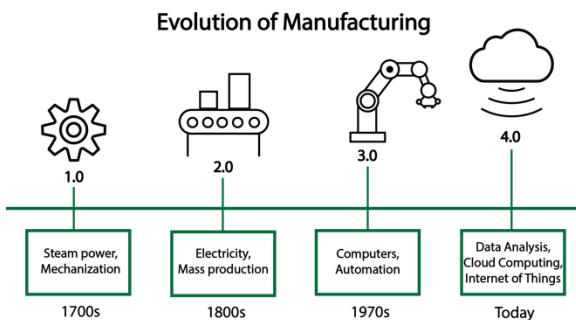 Evolution of Manufacturing
1.0
2.0
3.0
4.0
Steam power,
Mechanization
Electricity,
Mass production
Computers,
Automation
Data Analysis,
Cloud Computing,
Internet of Things
1700s
1800s
1970s
Today